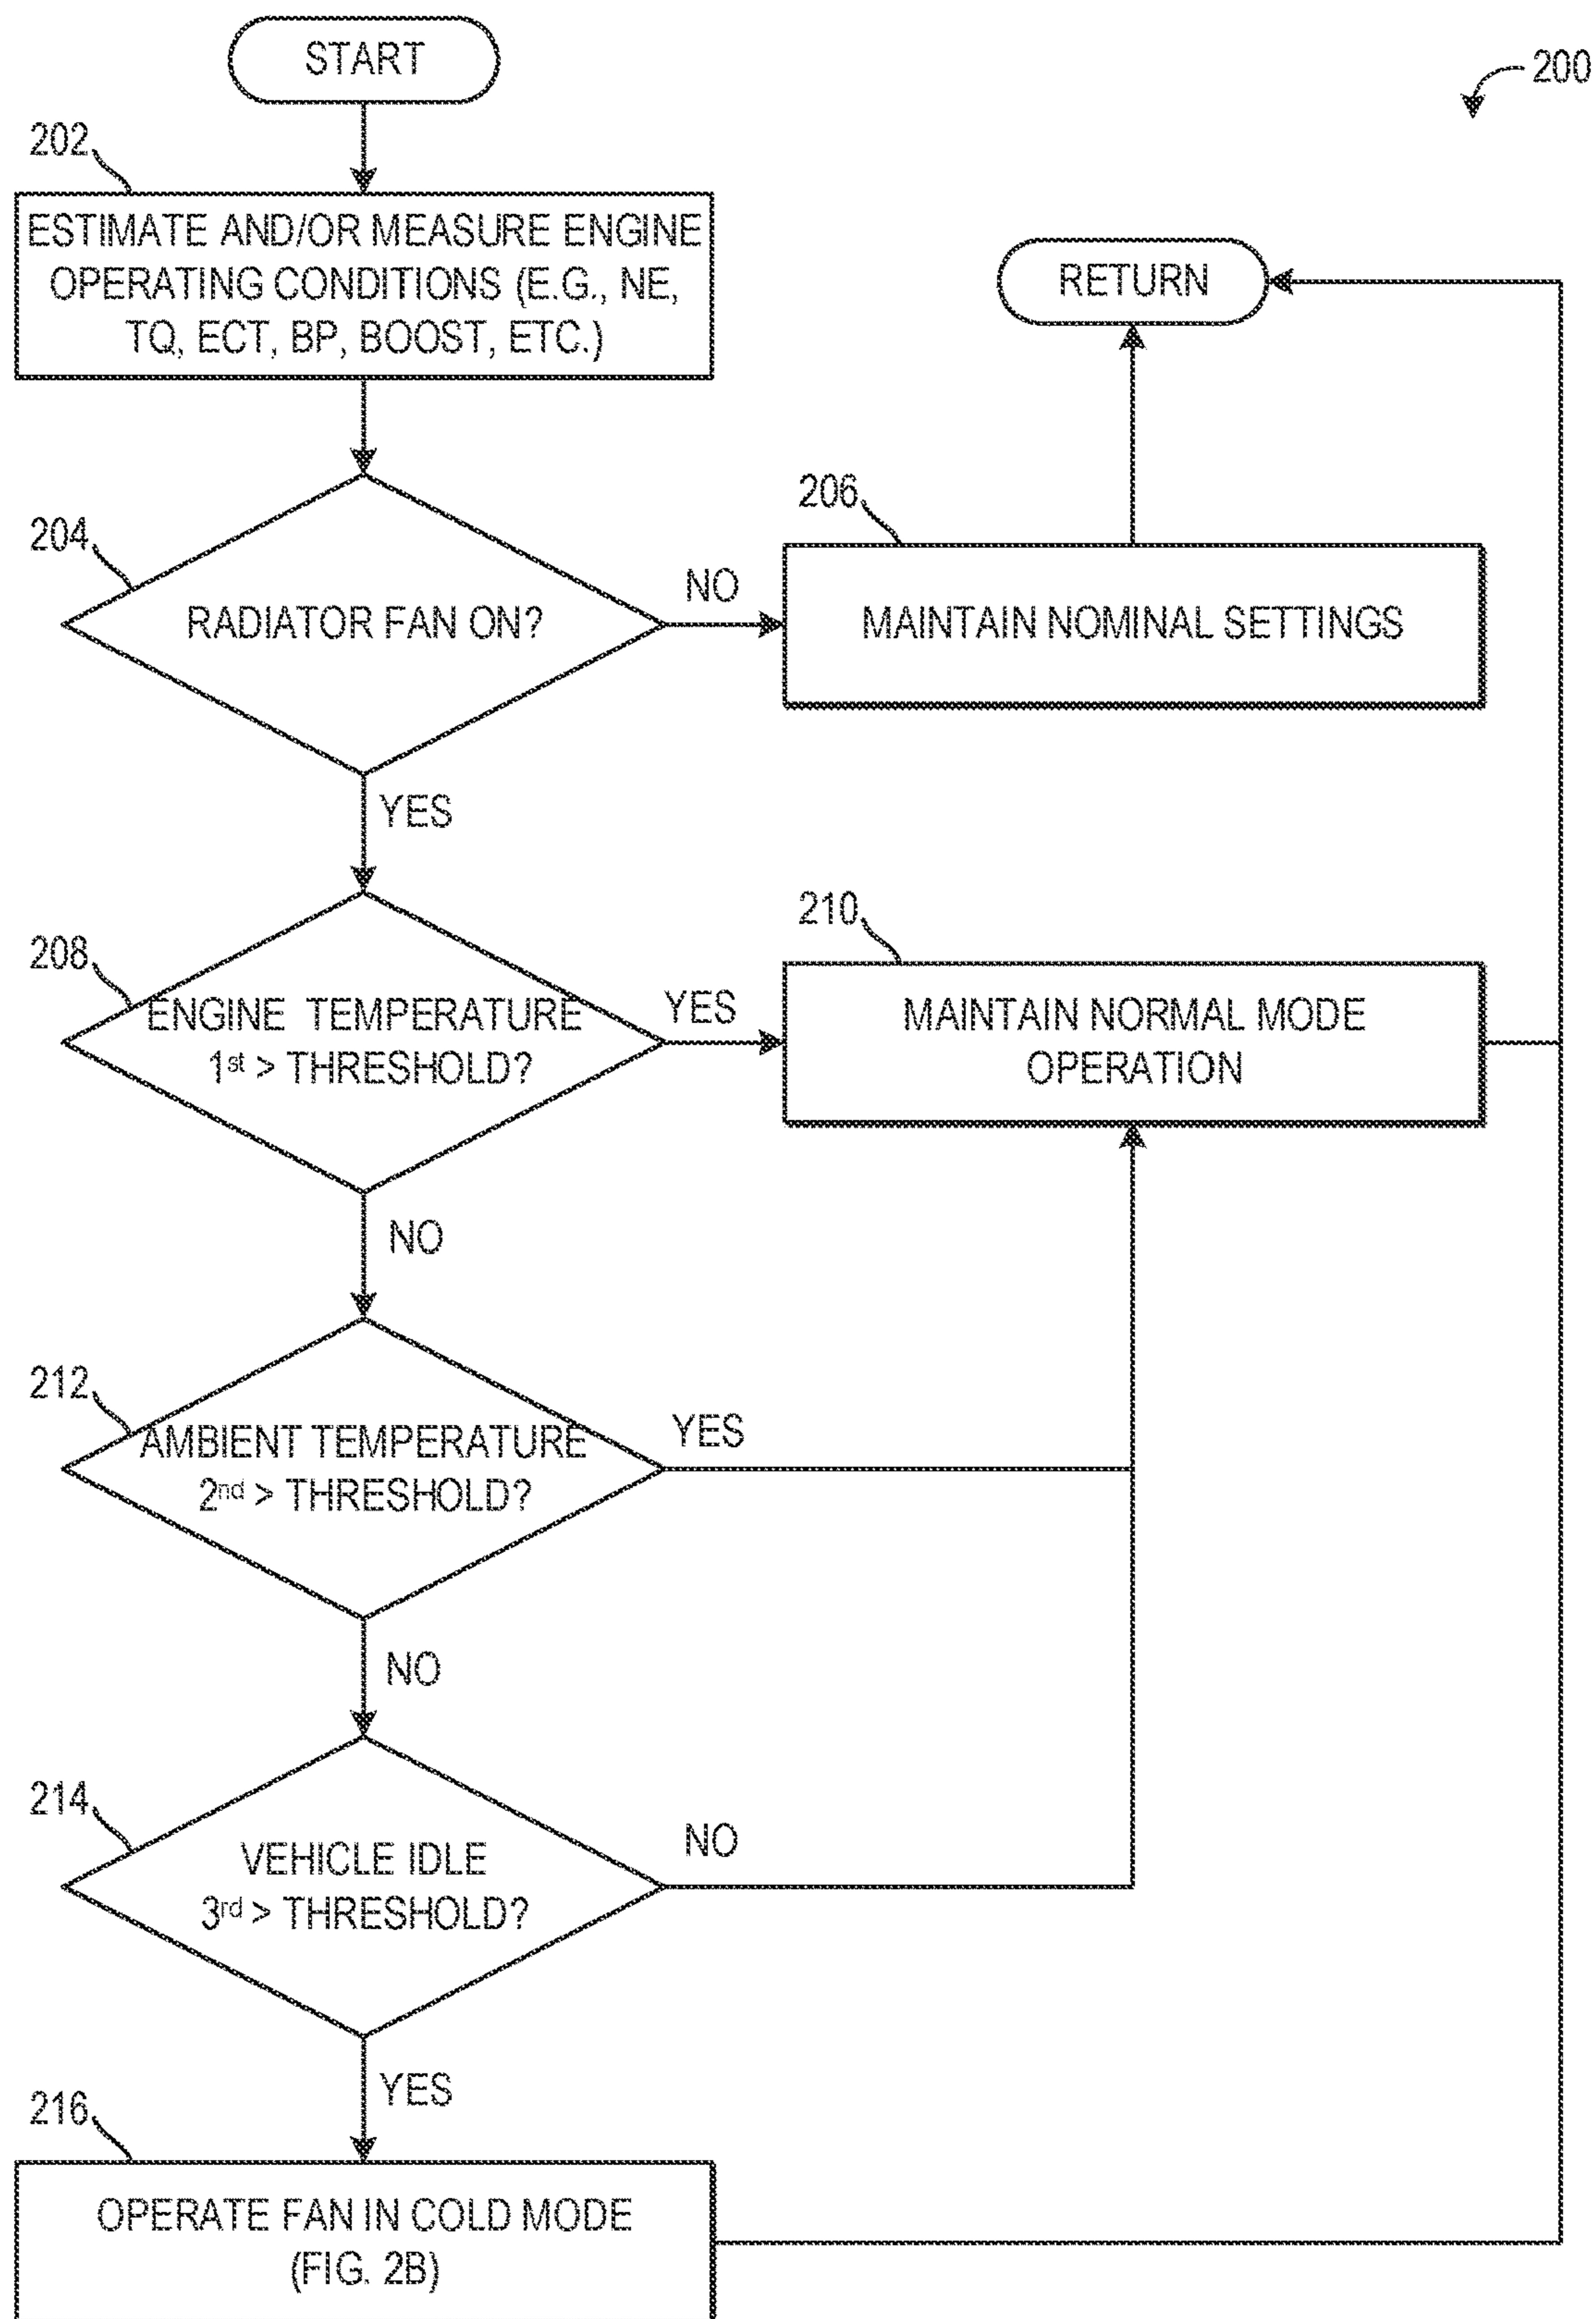 START
200
202
ESTIMATE AND/OR MEASURE ENGINE
OPERATING CONDITIONS (E.G., NE,
TQ, ECT, BP, BOOST, ETC.)
RETURN
204
RADIATOR FAN ON?
NO
206
MAINTAIN NOMINAL SETTINGS
YES
208
ENGINE TEMPERATURE
1st > THRESHOLD?
YES
210
MAINTAIN NORMAL MODE
OPERATION
NO
212
AMBIENT TEMPERATURE
2nd > THRESHOLD?
YES
NO
214
VEHICLE IDLE
3rd > THRESHOLD?
NO
YES
216
OPERATE FAN IN COLD MODE
(FIG. 2B)